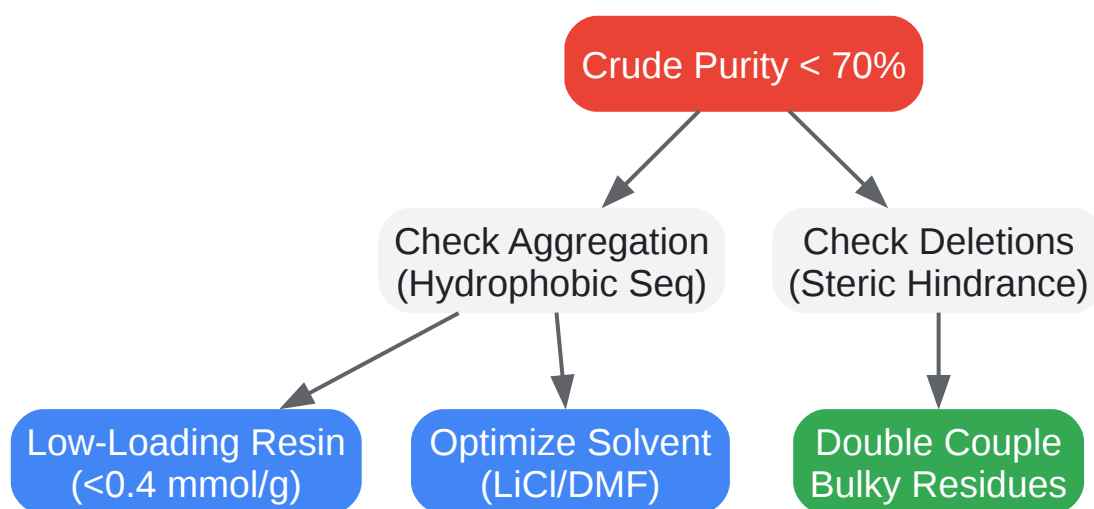 Crude Purity < 70%
Check Aggregation
(Hydrophobic Seq)
Check Deletions
(Steric Hindrance)
Low-Loading Resin
(<0.4 mmol/g)
Optimize Solvent
(LiCl/DMF)
Double Couple
Bulky Residues